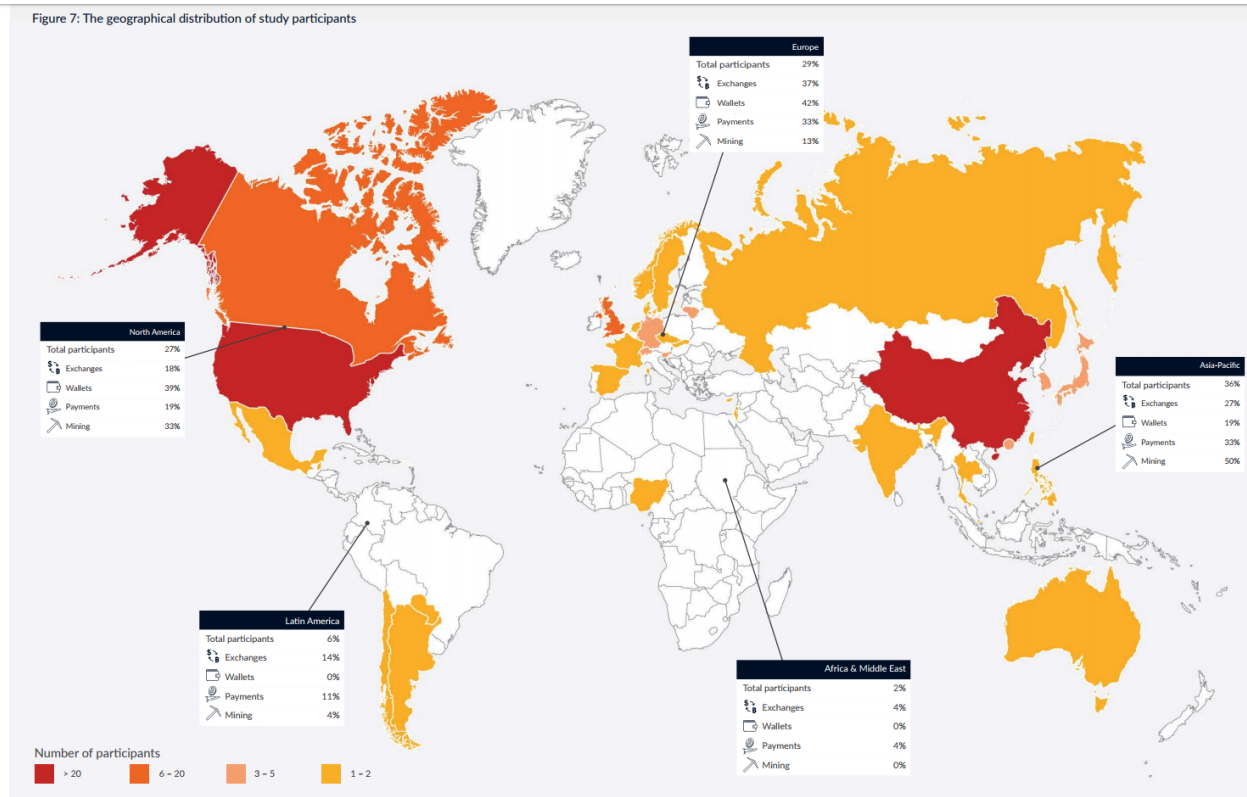 Figure 7: The geographical distribution of study participants
Europe
Total participants 29%
Exchanges 37%
Wallets 42%
Payments 33%
Mining 13%
North America
Total participants 27%
Exchanges 18%
Wallets 39%
Payments 19%
Mining 33%
Asia-Pacific
Total participants 36%
Exchanges 27%
Wallets 19%
Payments 33%
Mining 50%
Latin America
Total participants 6%
Exchanges 14%
Wallets 0%
Payments 11%
Mining 4%
Africa & Middle East
Total participants 2%
Exchanges 4%
Wallets 0%
Payments 4%
Mining 0%
Number of participants
> 20 6 – 20 3 – 5 1 – 2